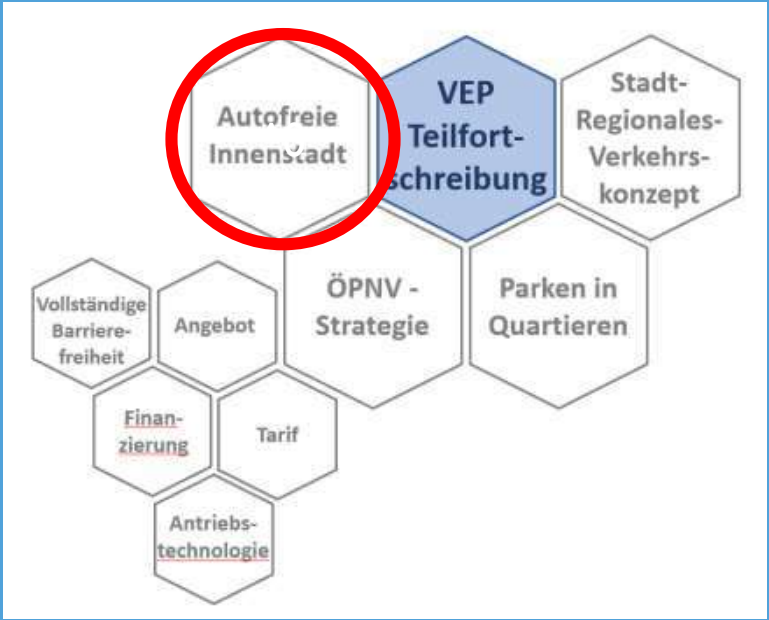 Autofreie
Innenstadt
VEP
Teilfort-
schreibung
Stadt-
Regionales-
Verkehrs-
konzept
ÖPNV -
Strategie
Parken in
Quartieren
Vollständige
Barriere-
freiheit
Angebot
Finan-
zierung
Tarif
Antriebs-
technologie